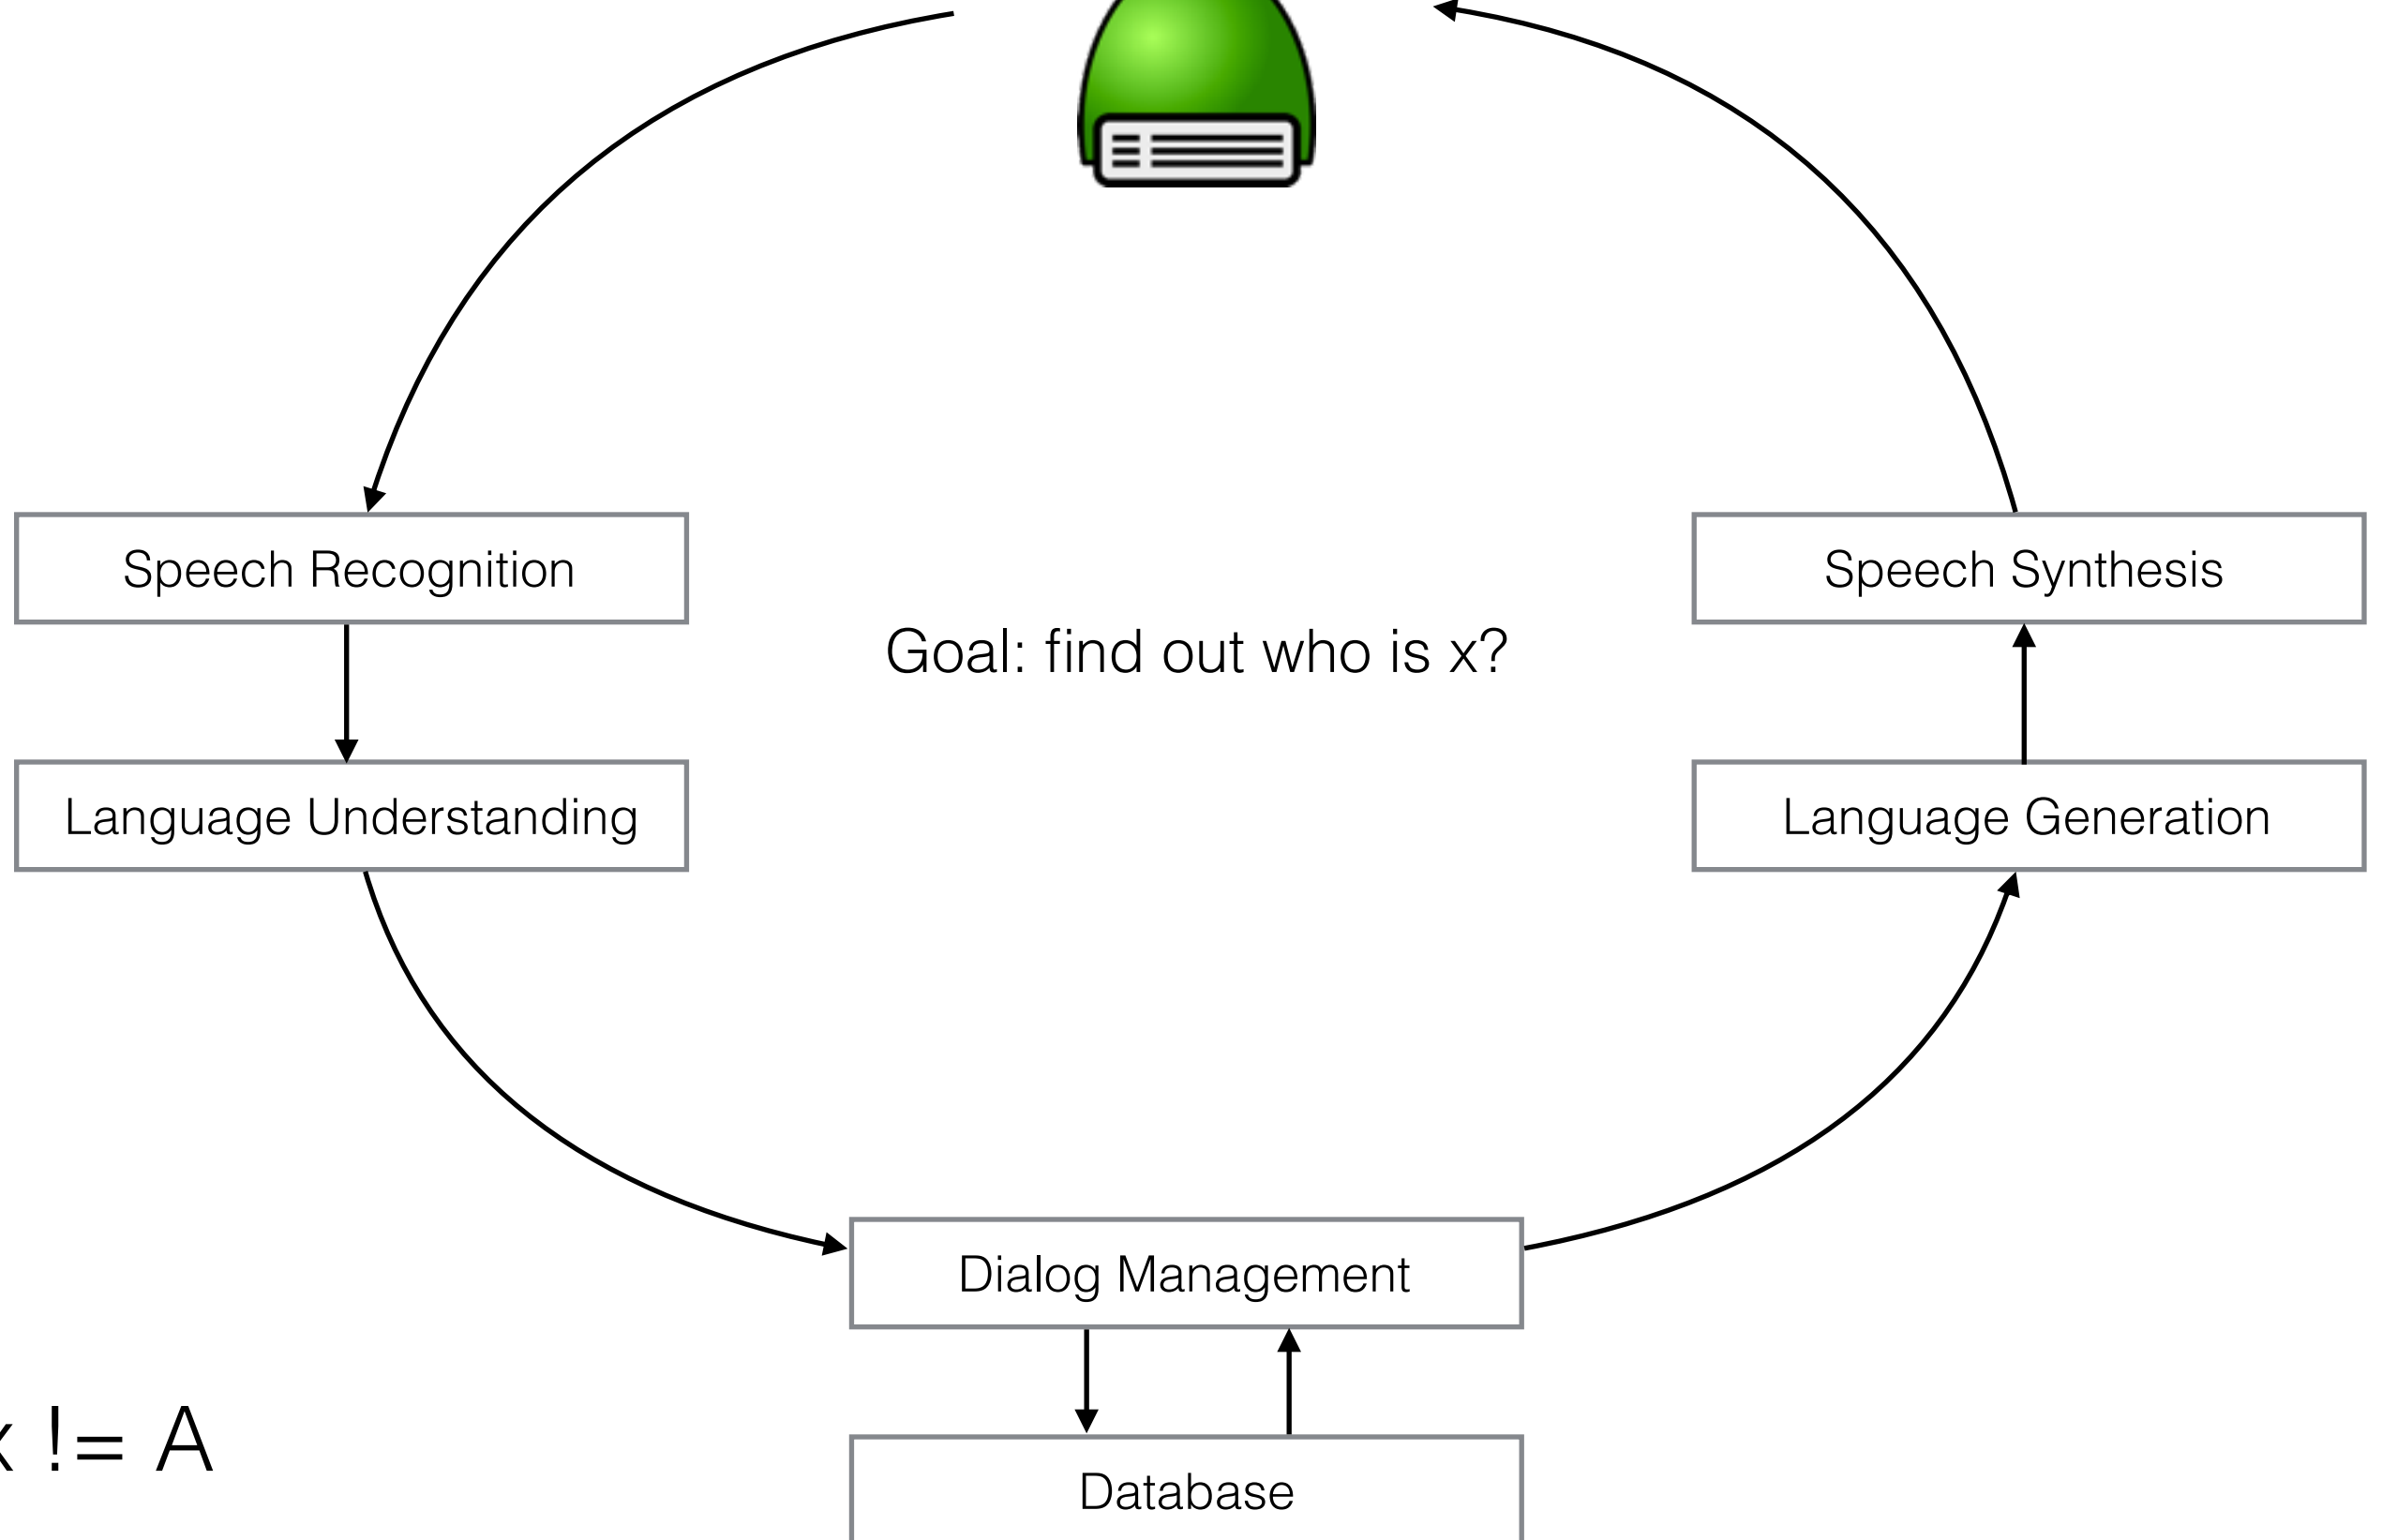 Speech Recognition
Speech Synthesis
Goal: find out who is x?
Language Understanding
Language Generation
Dialog Management
x != A
Database